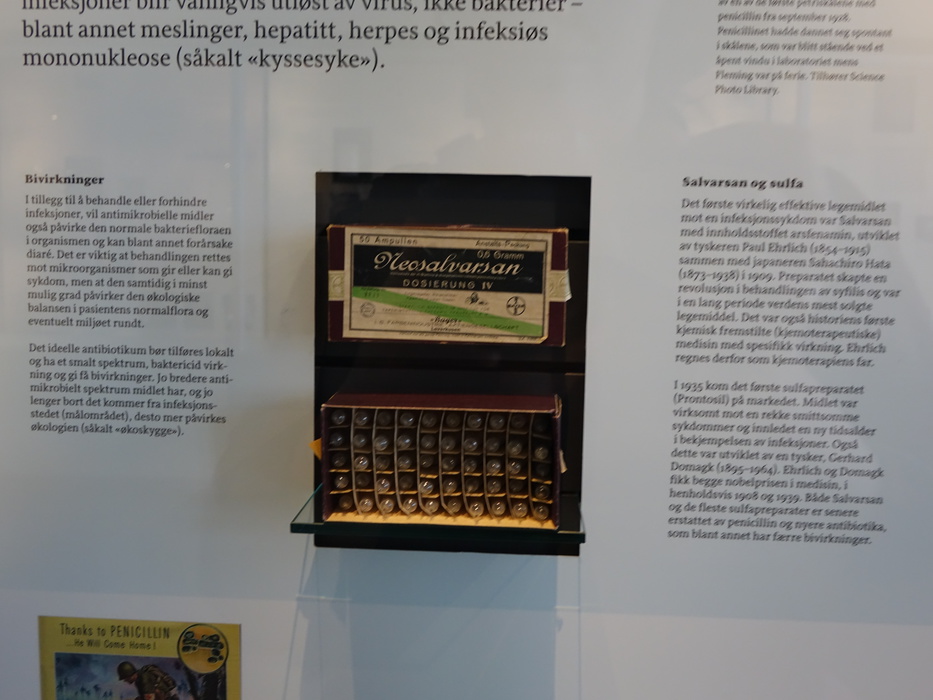 infeksjoner blir vanligvis utløst av virus, ikke bakterier –
blant annet meslinger, hepatitt, herpes og infeksiøs
mononukleose (såkalt «kyssesyke»).
av en av de første petriskålene med
penicillin fra september 1928.
Penicillinet hadde dannet seg spontant
i skålene, som var blitt stående ved et
åpent vindu i laboratoriet mens
Fleming var på ferie. Tilhører Science
Photo Library.
Bivirkninger
I tillegg til å behandle eller forhindre
infeksjoner, vil antimikrobielle midler
også påvirke den normale bakteriefloraen
i organismen og kan blant annet forårsake
diaré. Det er viktig at behandlingen rettes
mot mikroorganismer som gir eller kan gi
sykdom, men at den samtidig i minst
mulig grad påvirker den økologiske
balansen i pasientens normalflora og
eventuelt miljøet rundt.
Det ideelle antibiotikum bør tilføres lokalt
og ha et smalt spektrum, baktericid virk-
ning og gi få bivirkninger. Jo bredere anti-
mikrobielt spektrum midlet har, og jo
lenger bort det kommer fra infeksjons-
stedet (målområdet), desto mer påvirkes
økologien (såkalt «økoskygge»).
50 Ampullen
0,6 Gramm
Neosalvarsan
DOSIERUNG IV
BAYER
Salvarsan og sulfa
Det første virkelig effektive legemidlet
mot en infeksjonssykdom var Salvarsan
med innholdsstoffet arsfenamin, utviklet
av tyskeren Paul Ehrlich (1854–1915)
sammen med japaneren Sahachiro Hata
(1873–1938) i 1909. Preparatet skapte en
revolusjon i behandlingen av syfilis og var
i en lang periode verdens mest solgte
legemiddel. Det var også historiens første
kjemisk fremstilte (kjemoterapeutiske)
medisin med spesifikk virkning. Ehrlich
regnes derfor som kjemoterapiens far.
I 1935 kom det første sulfapreparatet
(Prontosil) på markedet. Midlet var
virksomt mot en rekke smittsomme
sykdommer og innledet en ny tidsalder
i bekjempelsen av infeksjoner. Også
dette var utviklet av en tysker, Gerhard
Domagk (1895–1964). Ehrlich og Domagk
fikk begge nobelprisen i medisin, i
henholdsvis 1908 og 1939. Både Salvarsan
og de fleste sulfapreparater er senere
erstattet av penicillin og nyere antibiotika,
som blant annet har færre bivirkninger.
Thanks to PENICILLIN
...He Will Come Home!